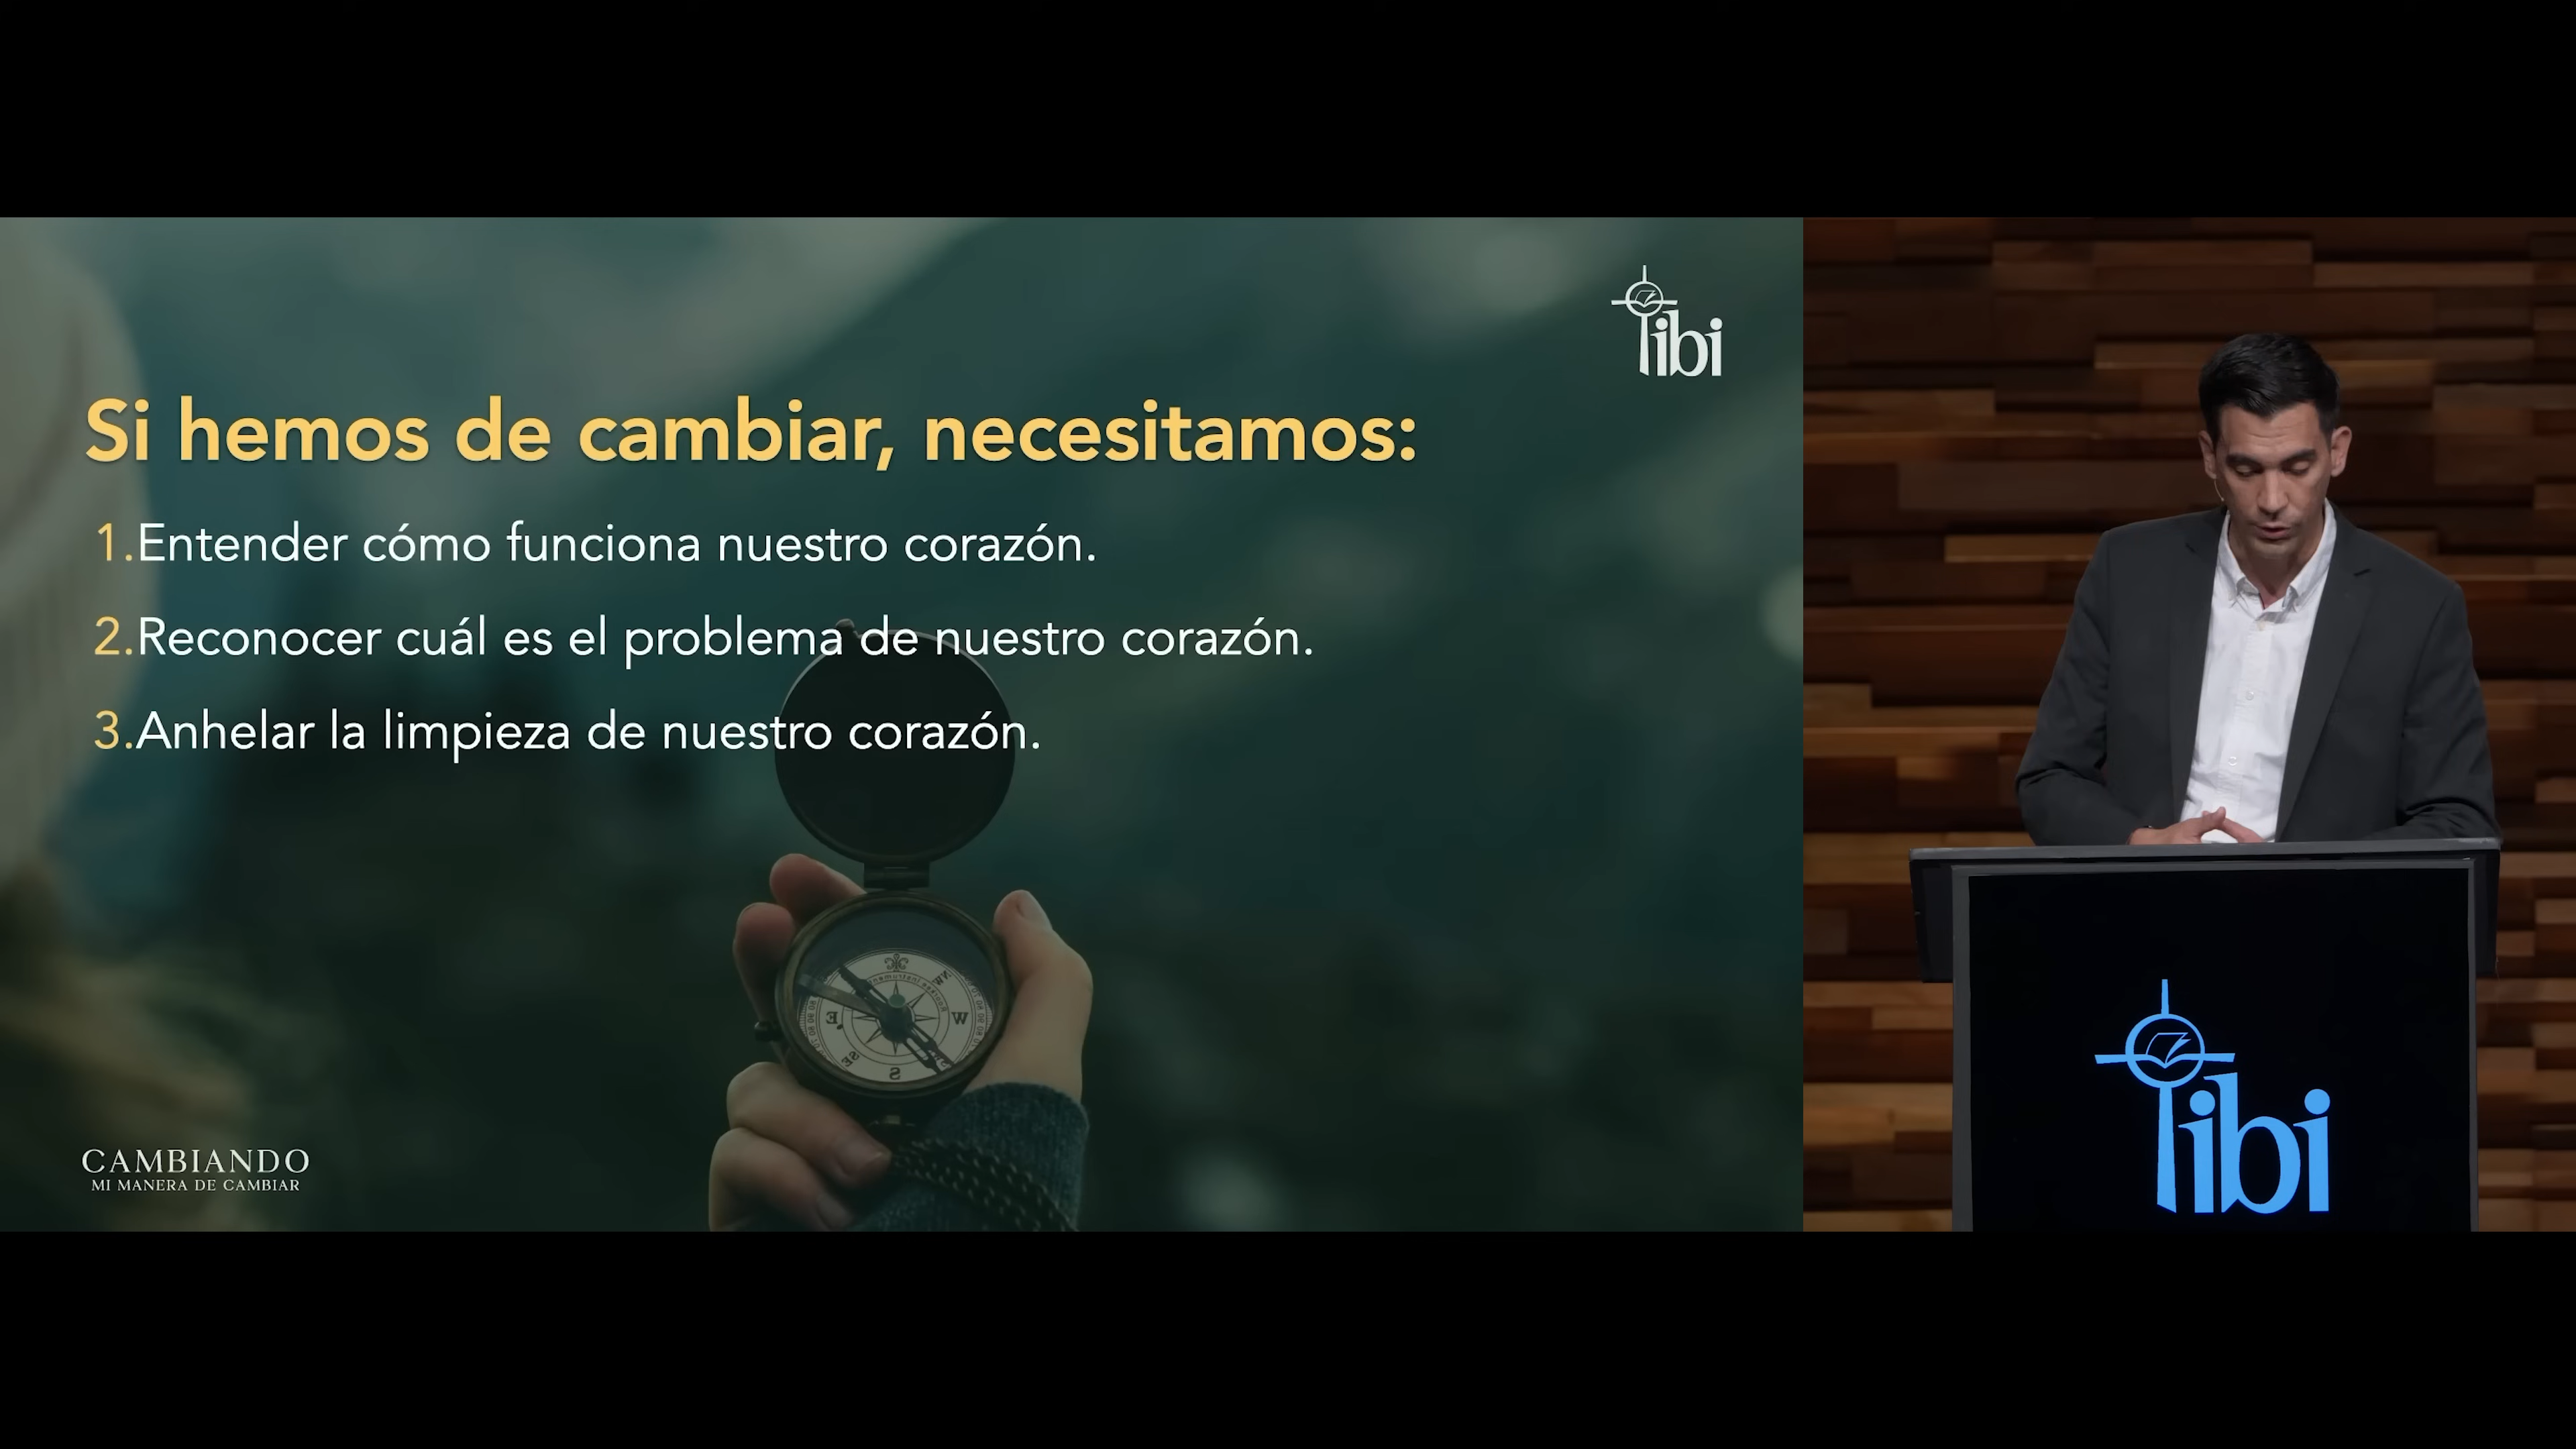 ibi
Si hemos de cambiar, necesitamos:
1.Entender cómo funciona nuestro corazón.
2.Reconocer cuál es el problema de nuestro corazón.
3.Anhelar la limpieza de nuestro corazón.
W
E
SE
S
CAMBIANDO
MI MANERA DE CAMBIAR
ibi